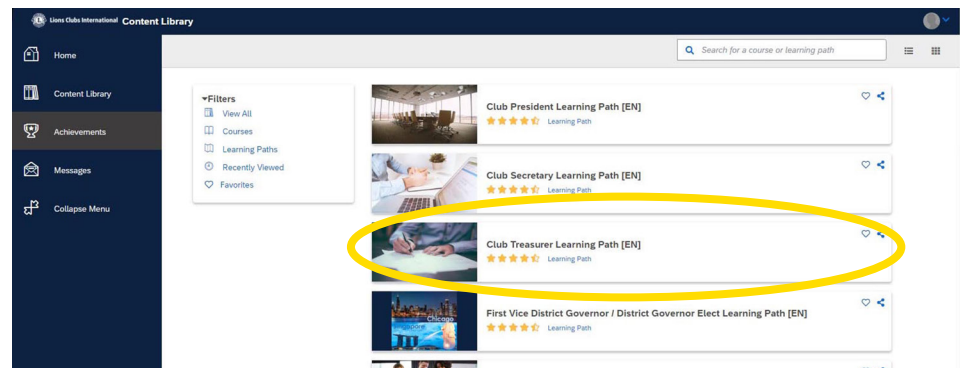 Lions Clubs International Content Library
Search for a course or learning path
Home
Content Library
Achievements
Messages
Collapse Menu
Filters
View All
Courses
Learning Paths
Recently Viewed
Favorites
Club President Learning Path [EN]
Learning Path
Club Secretary Learning Path [EN]
Learning Path
Club Treasurer Learning Path [EN]
Learning Path
Chicago
First Vice District Governor / District Governor Elect Learning Path [EN]
Learning Path